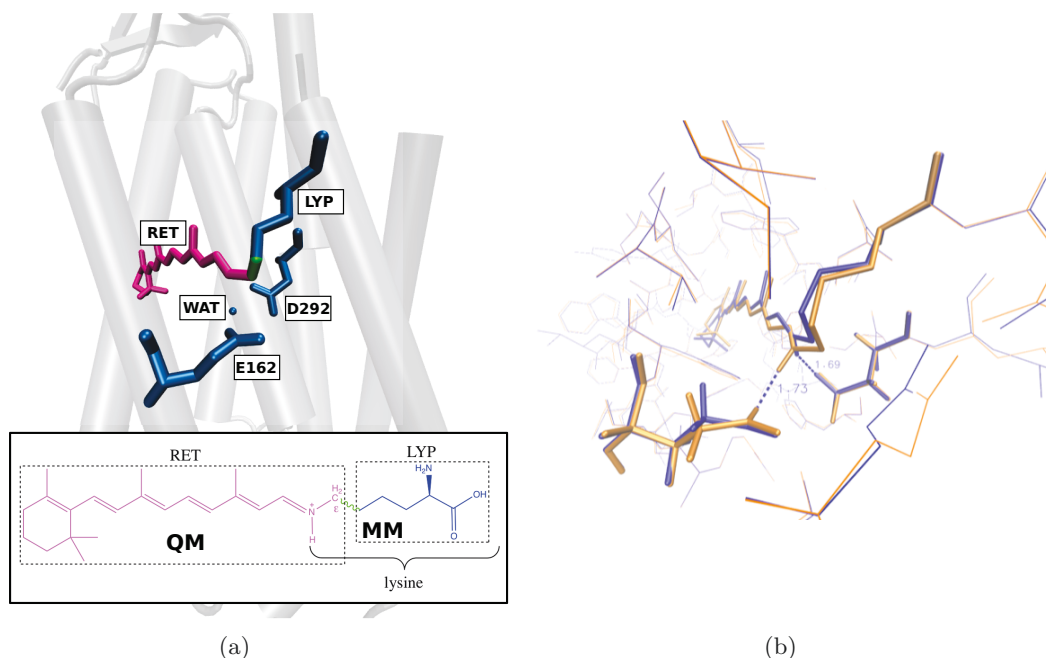 LYP
RET
WAT
D292
E162
RET
LYP
H₂N
OH
O
H₂
C
E
N
+
H
QM
MM
lysine
1.69
1.73
(a)
(b)